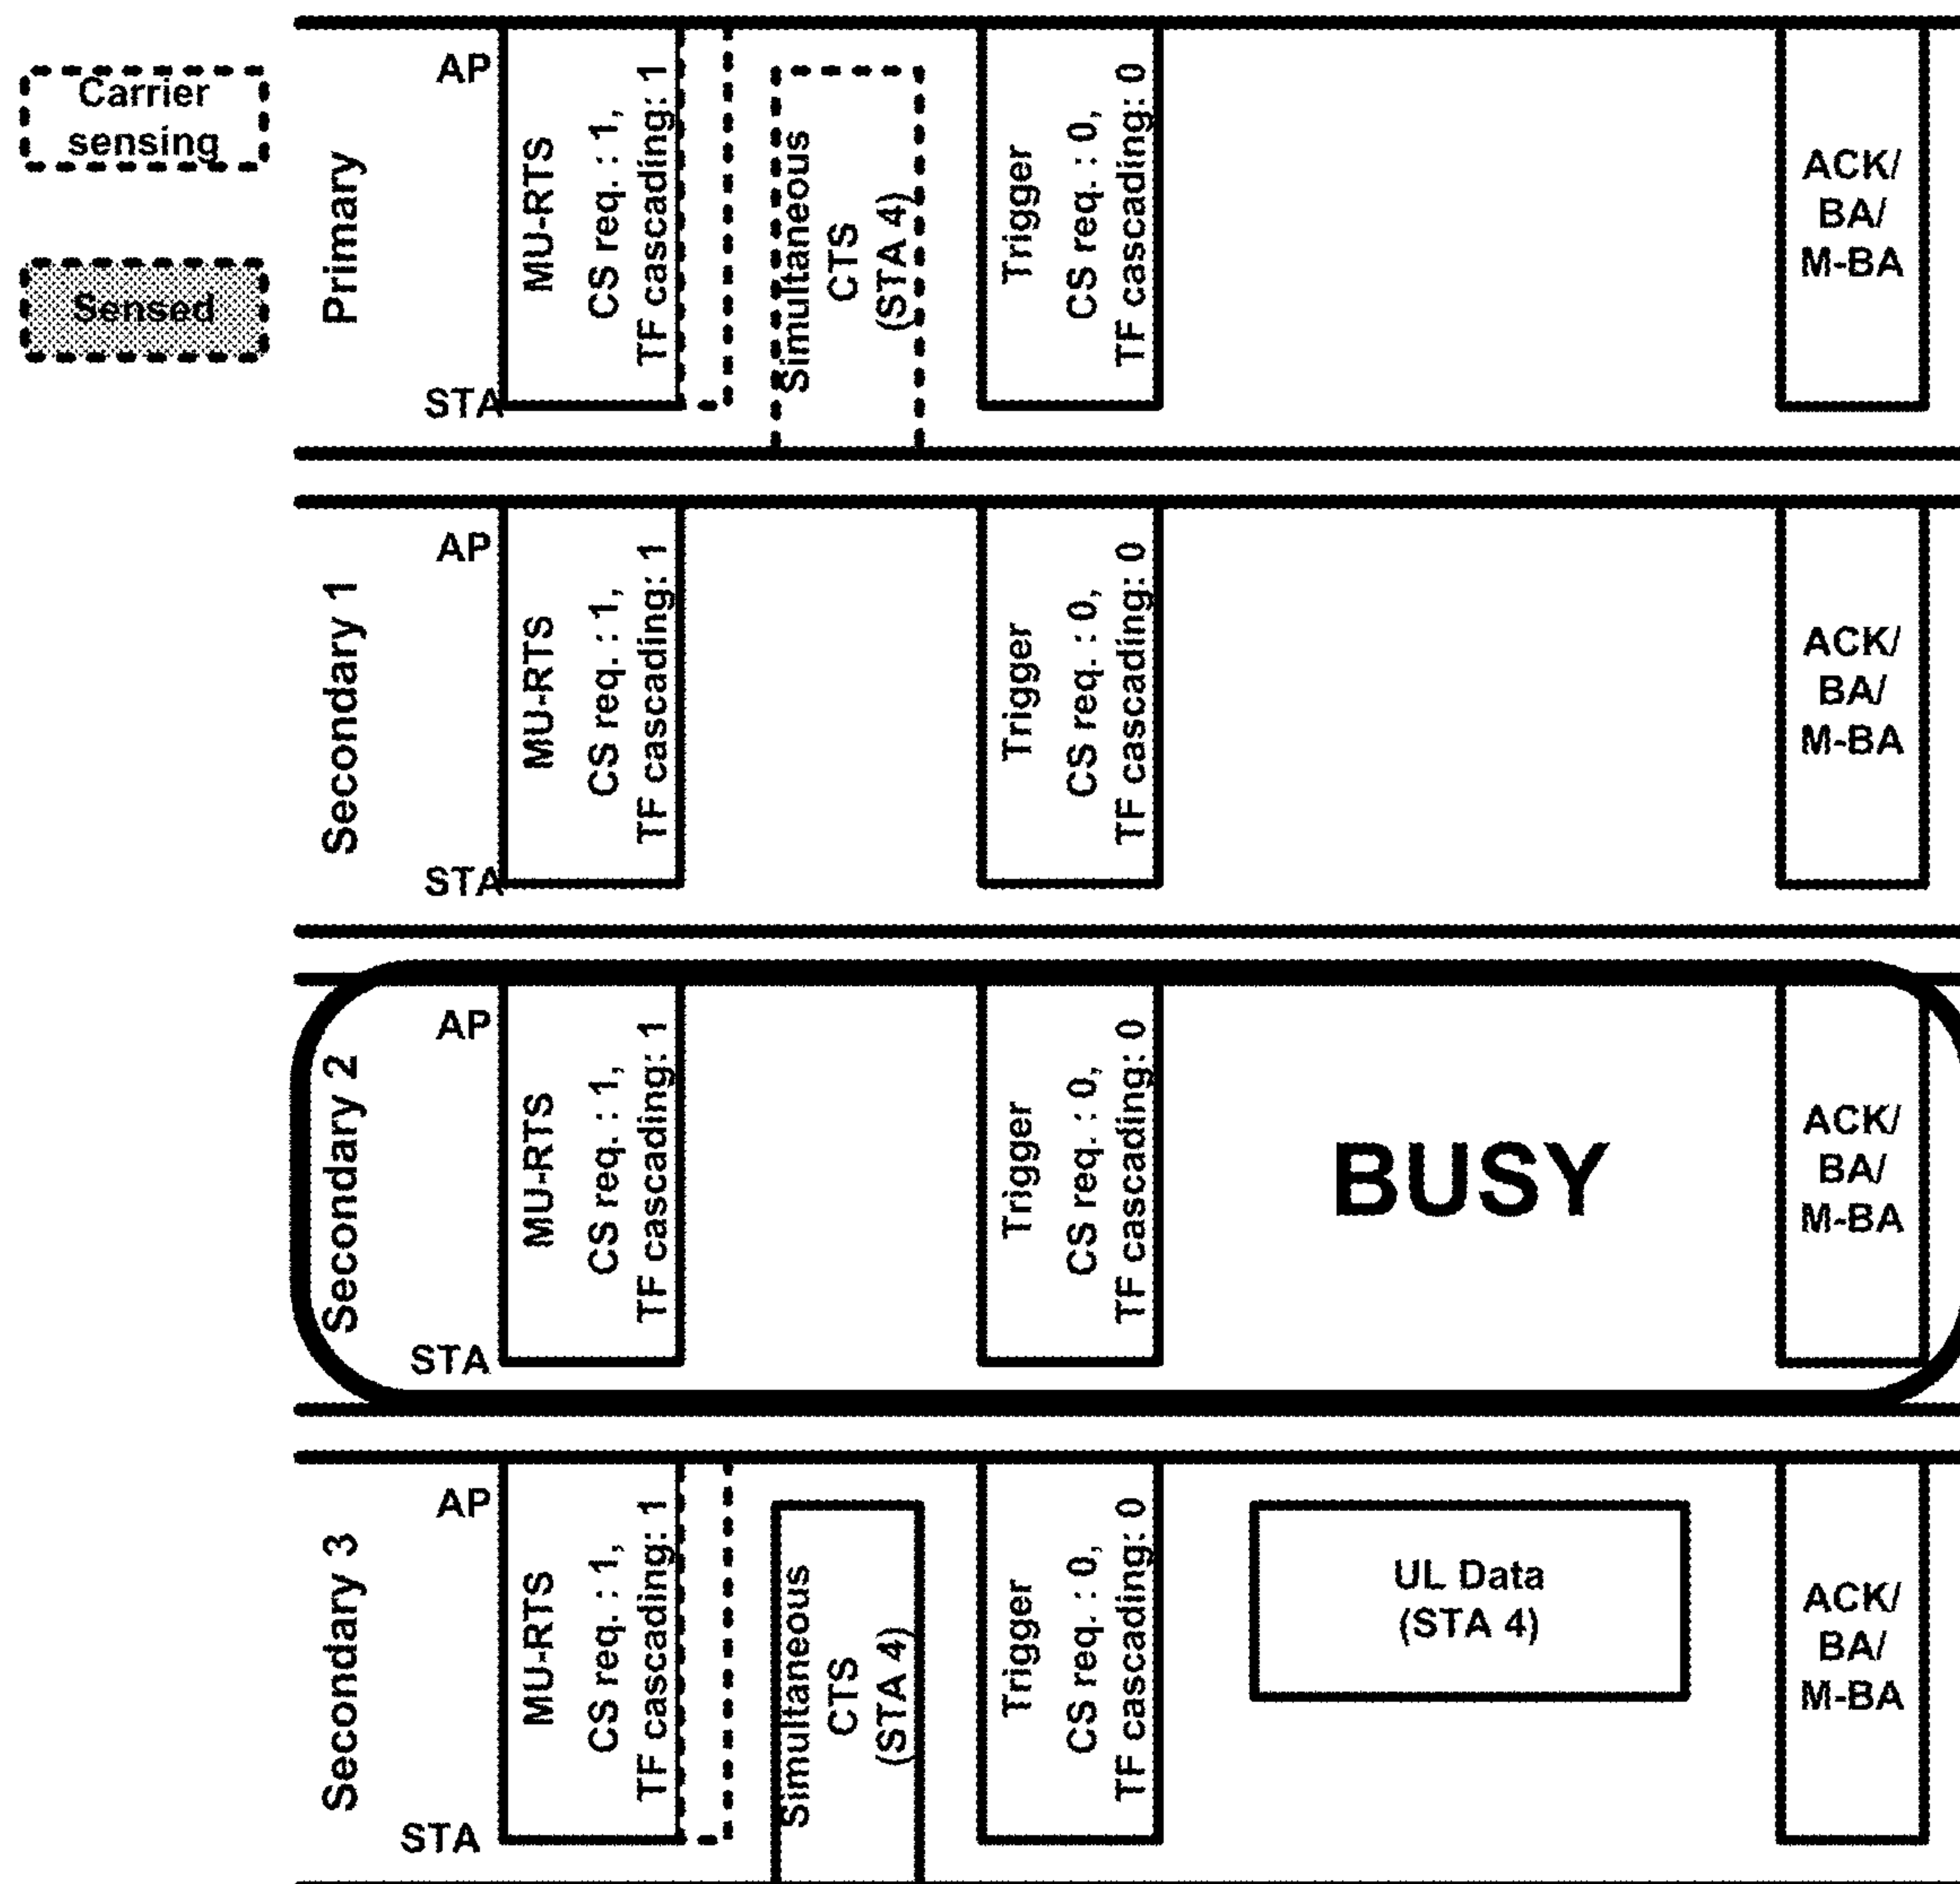 Carrier
sensing
Sensed
Primary
AP
STA
MU-RTS
CS req. : 1,
TF cascading: 1
Simultaneous
CTS
(STA 4)
Trigger
CS req. : 0,
TF cascading: 0
ACK/
BA/
M-BA
Secondary 1
AP
STA
MU-RTS
CS req. : 1,
TF cascading: 1
Trigger
CS req. : 0,
TF cascading: 0
ACK/
BA/
M-BA
Secondary 2
AP
STA
MU-RTS
CS req. : 1,
TF cascading: 1
Trigger
CS req. : 0,
TF cascading: 0
BUSY
ACK/
BA/
M-BA
Secondary 3
AP
STA
MU-RTS
CS req. : 1,
TF cascading: 1
Simultaneous
CTS
(STA 4)
Trigger
CS req. : 0,
TF cascading: 0
UL Data
(STA 4)
ACK/
BA/
M-BA